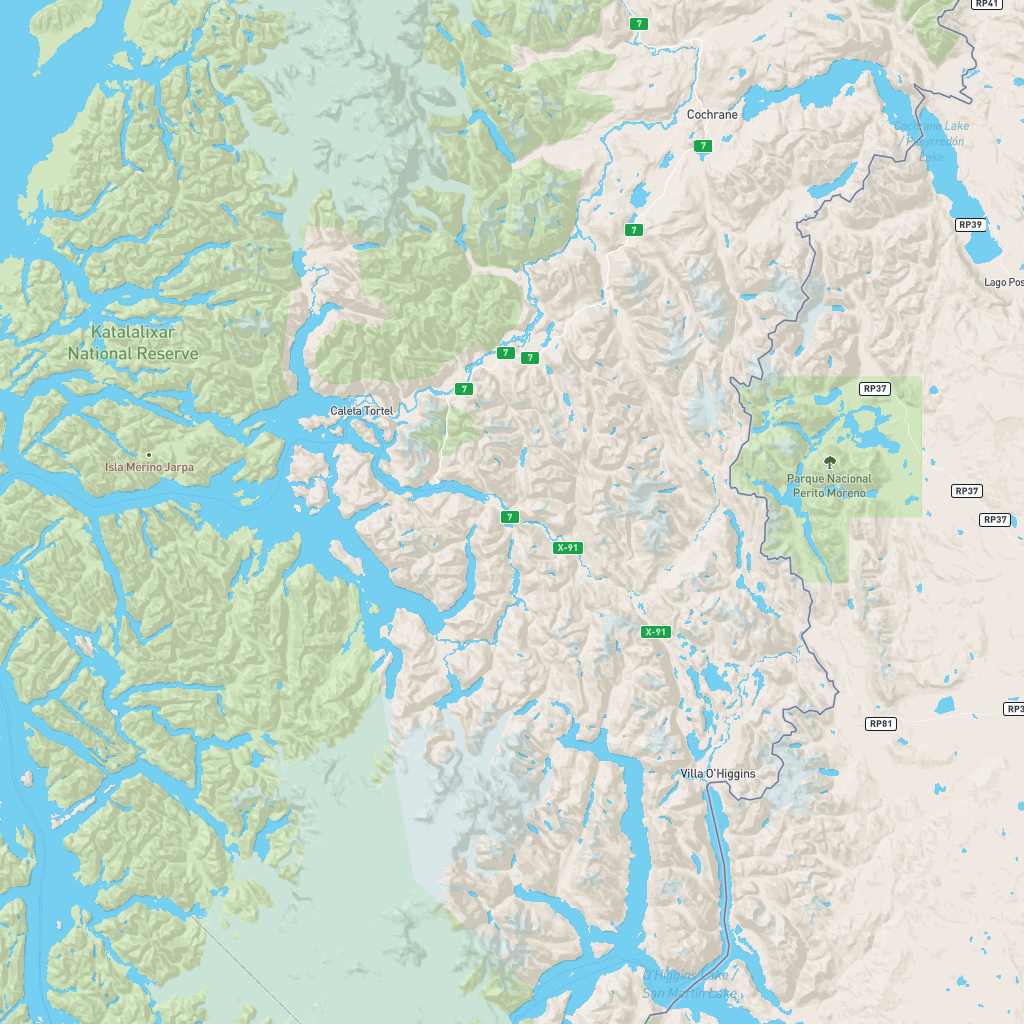 RP41
7
Cochrane
Cochrane Lake
/ Pueyrredón
Lake
7
RP39
7
Lago Pos
Katalalixar
National Reserve
7
7
RP37
7
Caleta Tortel
Isla Merino Jarpa
Parque Nacional
Perito Moreno
RP37
7
RP37
X-91
X-91
RP3
RP81
Villa O'Higgins
O'Higgins Lake /
San Martín Lake